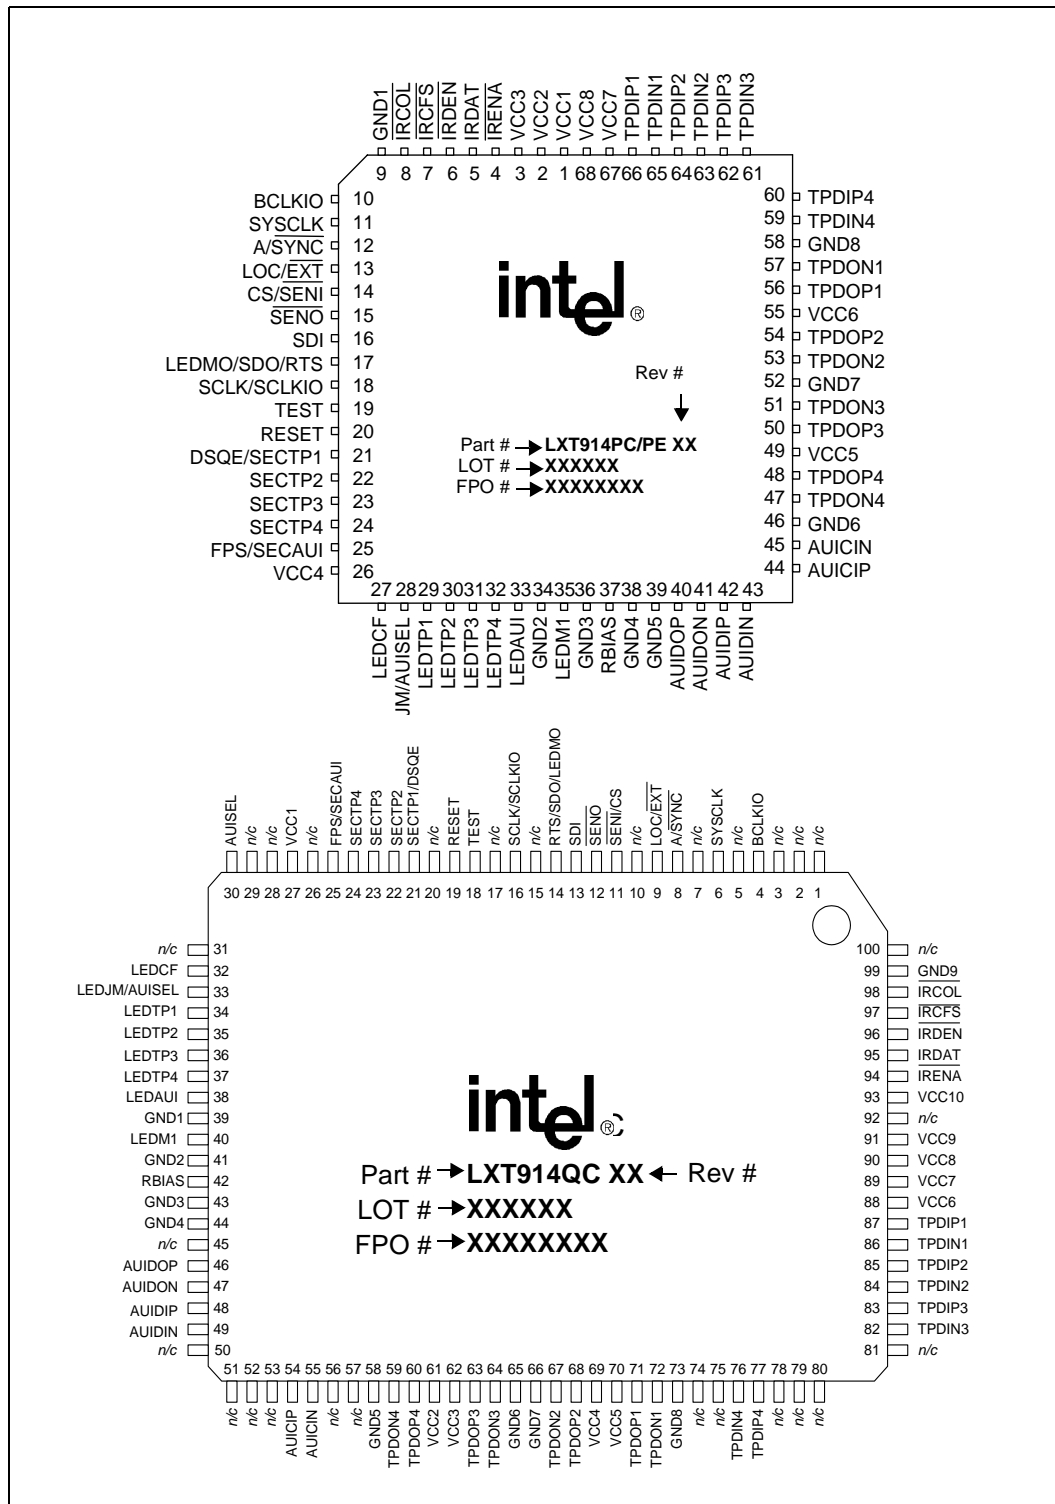 GND1
IRCOL
IRCFS
IRDEN
IRDAT
IRENA
VCC3
VCC2
VCC1
VCC8
VCC7
TPDIP1
TPDIN1
TPDIP2
TPDIN2
TPDIP3
TPDIN3
9 8 7 6 5 4 3 2 1 68 67 66 65 64 63 62 61
BCLKIO 10
SYSCLK 11
A/SYNC 12
LOC/EXT 13
CS/SENI 14
SENO 15
SDI 16
LEDMO/SDO/RTS 17
SCLK/SCLKIO 18
TEST 19
RESET 20
DSQE/SECTP1 21
SECTP2 22
SECTP3 23
SECTP4 24
FPS/SECAUI 25
VCC4 26
60 TPDIP4
59 TPDIN4
58 GND8
57 TPDON1
56 TPDOP1
55 VCC6
54 TPDOP2
53 TPDON2
52 GND7
51 TPDON3
50 TPDOP3
49 VCC5
48 TPDOP4
47 TPDON4
46 GND6
45 AUICIN
44 AUICIP
intel ®
Rev #
Part # LXT914PC/PE XX
LOT # XXXXXX
FPO # XXXXXXXX
27 28 29 30 31 32 33 34 35 36 37 38 39 40 41 42 43
LEDCF
JM/AUISEL
LEDTP1
LEDTP2
LEDTP3
LEDTP4
LEDAUI
GND2
LEDM1
GND3
RBIAS
GND4
GND5
AUIDOP
AUIDON
AUIDIP
AUIDIN
AUISEL
n/c
n/c
VCC1
n/c
FPS/SECAUI
SECTP4
SECTP3
SECTP2
SECTP1/DSQE
n/c
RESET
TEST
n/c
SCLK/SCLKIO
n/c
RTS/SDO/LEDMO
SDI
SENO
SENI/CS
n/c
LOC/EXT
A/SYNC
n/c
SYSCLK
n/c
BCLKIO
n/c
n/c
n/c
30 29 28 27 26 25 24 23 22 21 20 19 18 17 16 15 14 13 12 11 10 9 8 7 6 5 4 3 2 1
n/c 31
LEDCF 32
LEDJM/AUISEL 33
LEDTP1 34
LEDTP2 35
LEDTP3 36
LEDTP4 37
LEDAUI 38
GND1 39
LEDM1 40
GND2 41
RBIAS 42
GND3 43
GND4 44
n/c 45
AUIDOP 46
AUIDON 47
AUIDIP 48
AUIDIN 49
n/c 50
100 n/c
99 GND9
98 IRCOL
97 IRCFS
96 IRDEN
95 IRDAT
94 IRENA
93 VCC10
92 n/c
91 VCC9
90 VCC8
89 VCC7
88 VCC6
87 TPDIP1
86 TPDIN1
85 TPDIP2
84 TPDIN2
83 TPDIP3
82 TPDIN3
81 n/c
intel ®
Part # LXT914QC XX Rev #
LOT # XXXXXX
FPO # XXXXXXXX
51 52 53 54 55 56 57 58 59 60 61 62 63 64 65 66 67 68 69 70 71 72 73 74 75 76 77 78 79 80
n/c
n/c
n/c
AUICIP
AUICIN
n/c
n/c
GND5
TPDON4
TPDOP4
VCC2
VCC3
TPDOP3
TPDON3
GND6
GND7
TPDON2
TPDOP2
VCC4
VCC5
TPDOP1
TPDON1
GND8
n/c
n/c
TPDIN4
TPDIP4
n/c
n/c
n/c